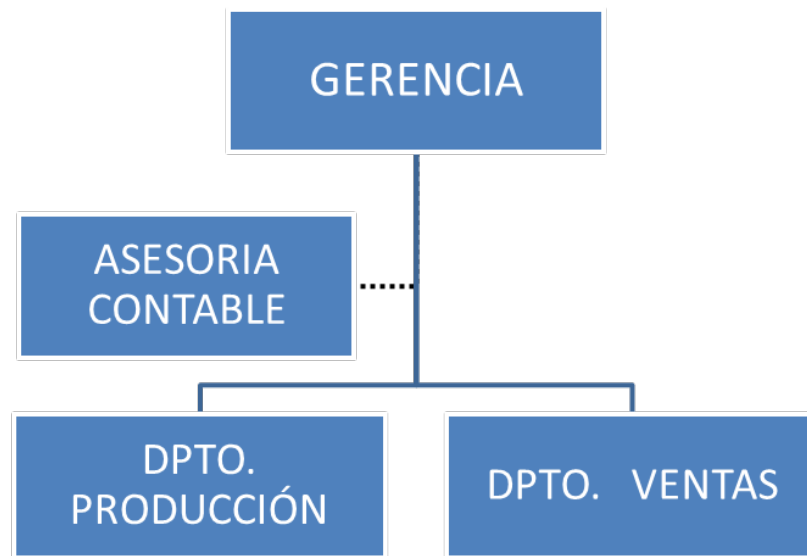 GERENCIA
ASESORIA
CONTABLE
DPTO.
PRODUCCIÓN
DPTO. VENTAS